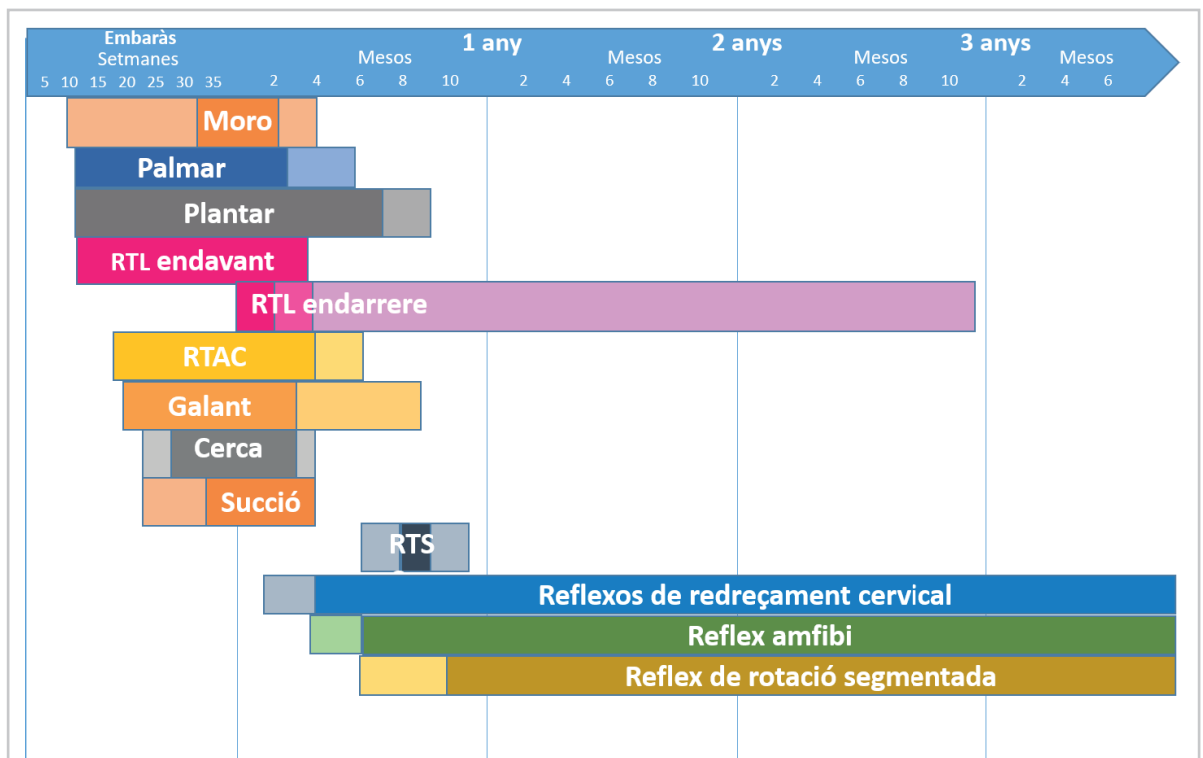 Embaràs
Setmanes
1 any
2 anys
3 anys
Mesos
Mesos
Mesos
Mesos
5 10 15 20 25 30 35 2 4 6 8 10 2 4 6 8 10 2 4 6 8 10 2 4 6
Moro
Palmar
Plantar
RTL endavant
RTL endarrere
RTAC
Galant
Cerca
Succió
RTS
Reflexos de redreçament cervical
Reflex amfibi
Reflex de rotació segmentada